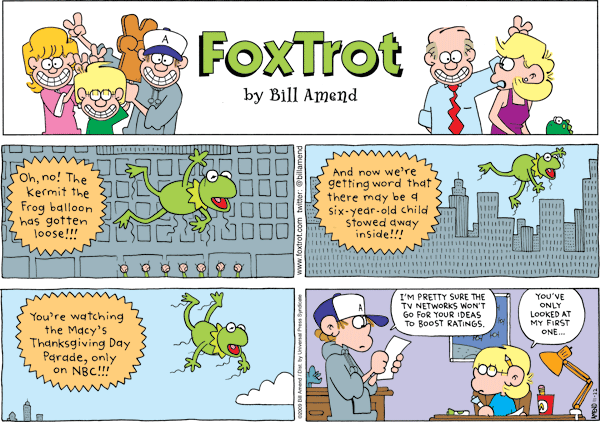 A
FoxTrot
by Bill Amend
Oh, no! The
Kermit the
Frog balloon
has gotten
loose!!!
www.foxtrot.com twitter: @billamend
And now we're
getting word that
there may be a
six-year-old child
stowed away
inside!!!
You're watching
the Macy's
Thanksgiving Day
Parade, only
on NBC!!!
©2009 Bill Amend / Dist. by Universal Press Syndicate
A
I'M PRETTY SURE THE
TV NETWORKS WON'T
GO FOR YOUR IDEAS
TO BOOST RATINGS.
YOU'VE
ONLY
LOOKED AT
MY FIRST
ONE...
AMEND 11-22